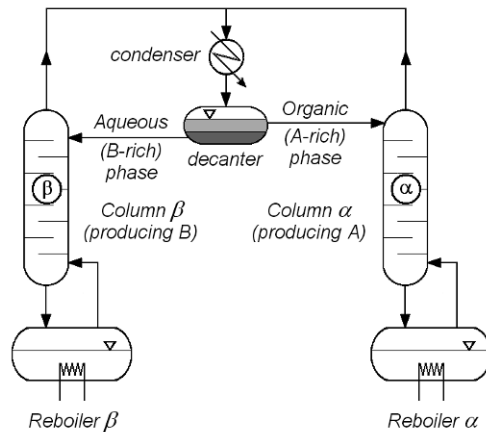 condenser
Aqueous
(B-rich)
phase
decanter
Organic
(A-rich)
phase
β
Column β
(producing B)
Column α
(producing A)
α
Reboiler β
Reboiler α